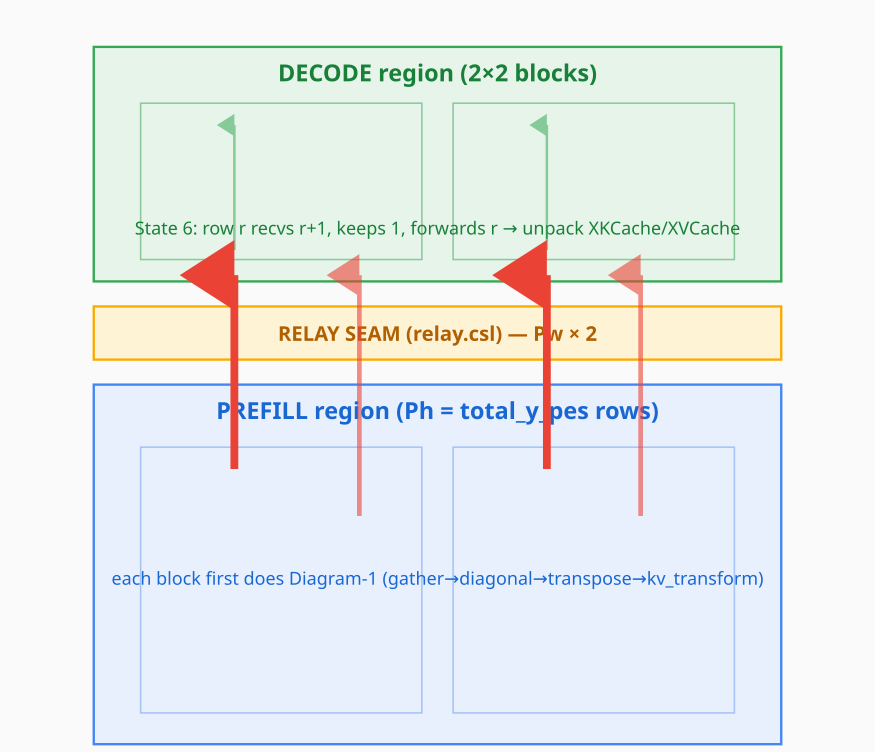 DECODE region (2×2 blocks)
State 6: row r recvs r+1, keeps 1, forwards r → unpack XKCache/XVCache
RELAY SEAM (relay.csl) — Pw × 2
PREFILL region (Ph = total_y_pes rows)
each block first does Diagram-1 (gather→diagonal→transpose→kv_transform)